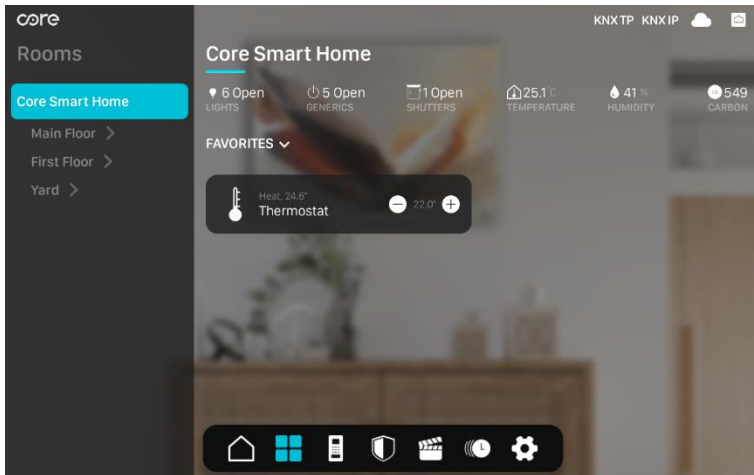 core
KNX TP KNX IP
Rooms
Core Smart Home
Main Floor
First Floor
Yard
Core Smart Home
6 Open
LIGHTS
5 Open
GENERICS
1 Open
SHUTTERS
25.1 °C
TEMPERATURE
41 %
HUMIDITY
549
CARBON
FAVORITES
Heat, 24.6°
Thermostat
22.0°